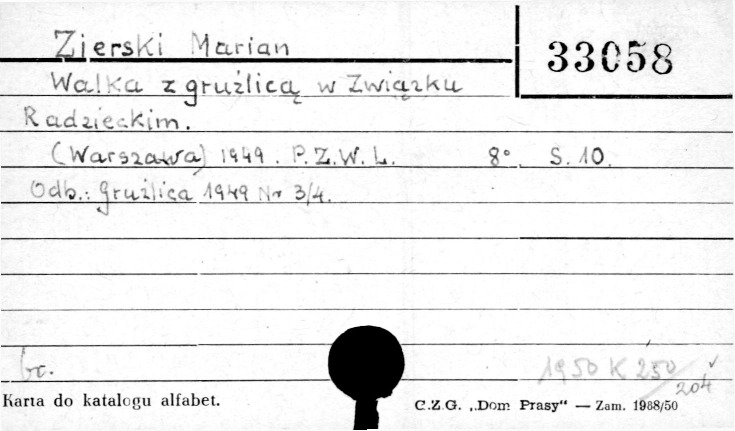 Zierski Marian
33058
Walka z gruźlicą w Związku
Radzieckim.
(Warszawa) 1949. P.Z.W.L. 8° S. 10.
Odb.: Gruźlica 1949 Nr 3/4.
br.
1950 K 250/204
Karta do katalogu alfabet.
C.Z.G. „Dom Prasy“ — Zam. 1988/50